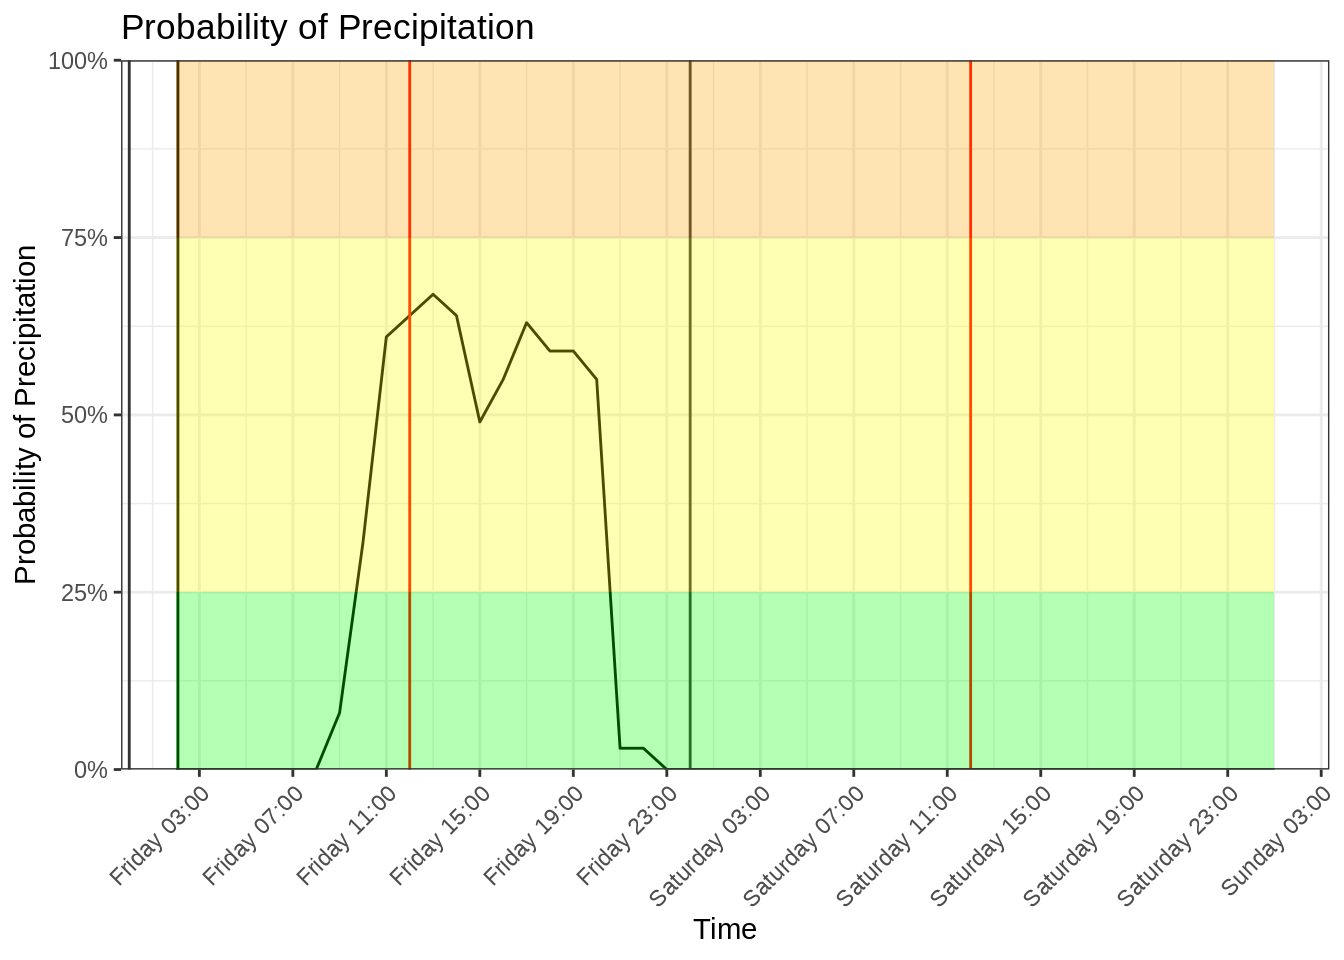 Probability of Precipitation
Probability of Precipitation
100%
75%
50%
25%
0%
Friday 03:00
Friday 07:00
Friday 11:00
Friday 15:00
Friday 19:00
Friday 23:00
Saturday 03:00
Saturday 07:00
Saturday 11:00
Saturday 15:00
Saturday 19:00
Saturday 23:00
Sunday 03:00
Time